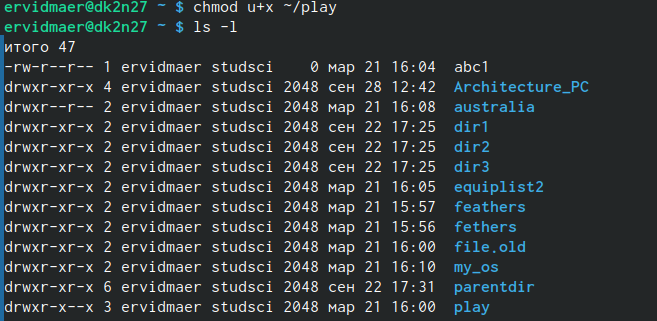 ervidmaer@dk2n27 ~ $ chmod u+x ~/play
ervidmaer@dk2n27 ~ $ ls -l
итого 47
-rw-r--r-- 1 ervidmaer studsci    0 мар 21 16:04  abc1
drwxr-xr-x 4 ervidmaer studsci 2048 сен 28 12:42  Architecture_PC
drwxr--r-- 2 ervidmaer studsci 2048 мар 21 16:08  australia
drwxr-xr-x 2 ervidmaer studsci 2048 сен 22 17:25  dir1
drwxr-xr-x 2 ervidmaer studsci 2048 сен 22 17:25  dir2
drwxr-xr-x 2 ervidmaer studsci 2048 сен 22 17:25  dir3
drwxr-xr-x 2 ervidmaer studsci 2048 мар 21 16:05  equiplist2
drwxr-xr-x 2 ervidmaer studsci 2048 мар 21 15:57  feathers
drwxr-xr-x 2 ervidmaer studsci 2048 мар 21 15:56  fethers
drwxr-xr-x 2 ervidmaer studsci 2048 мар 21 16:00  file.old
drwxr-xr-x 2 ervidmaer studsci 2048 мар 21 16:10  my_os
drwxr-xr-x 6 ervidmaer studsci 2048 сен 22 17:31  parentdir
drwxr-x--x 3 ervidmaer studsci 2048 мар 21 16:00  play